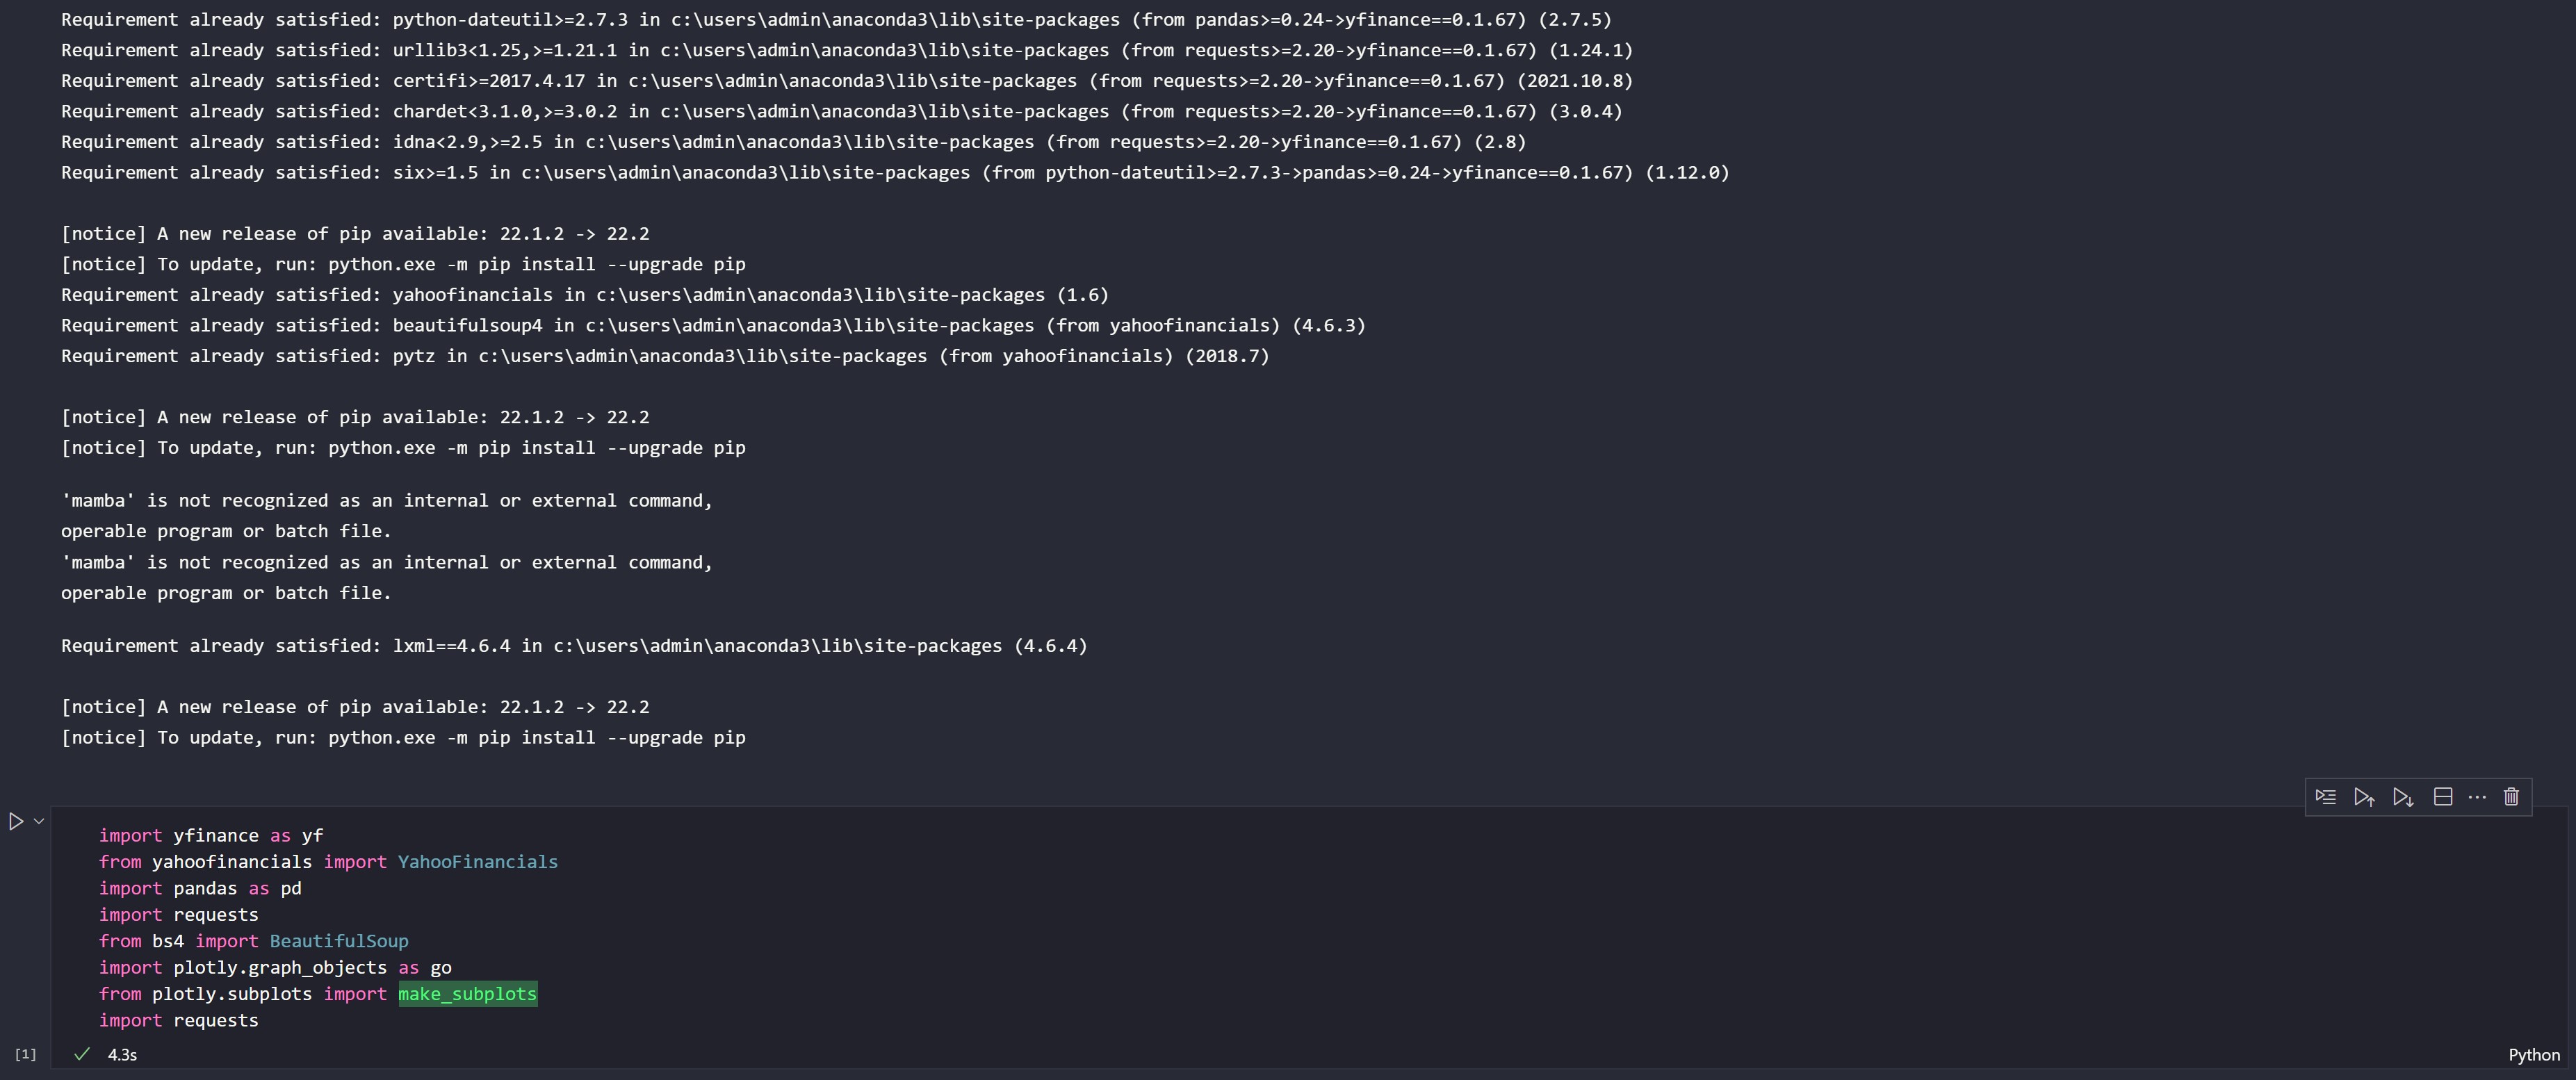 Requirement already satisfied: python-dateutil>=2.7.3 in c:\users\admin\anaconda3\lib\site-packages (from pandas>=0.24->yfinance==0.1.67) (2.7.5)
Requirement already satisfied: urllib3<1.25,>=1.21.1 in c:\users\admin\anaconda3\lib\site-packages (from requests>=2.20->yfinance==0.1.67) (1.24.1)
Requirement already satisfied: certifi>=2017.4.17 in c:\users\admin\anaconda3\lib\site-packages (from requests>=2.20->yfinance==0.1.67) (2021.10.8)
Requirement already satisfied: chardet<3.1.0,>=3.0.2 in c:\users\admin\anaconda3\lib\site-packages (from requests>=2.20->yfinance==0.1.67) (3.0.4)
Requirement already satisfied: idna<2.9,>=2.5 in c:\users\admin\anaconda3\lib\site-packages (from requests>=2.20->yfinance==0.1.67) (2.8)
Requirement already satisfied: six>=1.5 in c:\users\admin\anaconda3\lib\site-packages (from python-dateutil>=2.7.3->pandas>=0.24->yfinance==0.1.67) (1.12.0)
[notice] A new release of pip available: 22.1.2 -> 22.2
[notice] To update, run: python.exe -m pip install --upgrade pip
Requirement already satisfied: yahoofinancials in c:\users\admin\anaconda3\lib\site-packages (1.6)
Requirement already satisfied: beautifulsoup4 in c:\users\admin\anaconda3\lib\site-packages (from yahoofinancials) (4.6.3)
Requirement already satisfied: pytz in c:\users\admin\anaconda3\lib\site-packages (from yahoofinancials) (2018.7)
[notice] A new release of pip available: 22.1.2 -> 22.2
[notice] To update, run: python.exe -m pip install --upgrade pip
'mamba' is not recognized as an internal or external command,
operable program or batch file.
'mamba' is not recognized as an internal or external command,
operable program or batch file.
Requirement already satisfied: lxml==4.6.4 in c:\users\admin\anaconda3\lib\site-packages (4.6.4)
[notice] A new release of pip available: 22.1.2 -> 22.2
[notice] To update, run: python.exe -m pip install --upgrade pip
import yfinance as yf
from yahoofinancials import YahooFinancials
import pandas as pd
import requests
from bs4 import BeautifulSoup
import plotly.graph_objects as go
from plotly.subplots import make_subplots
import requests
[1] 4.3s Python